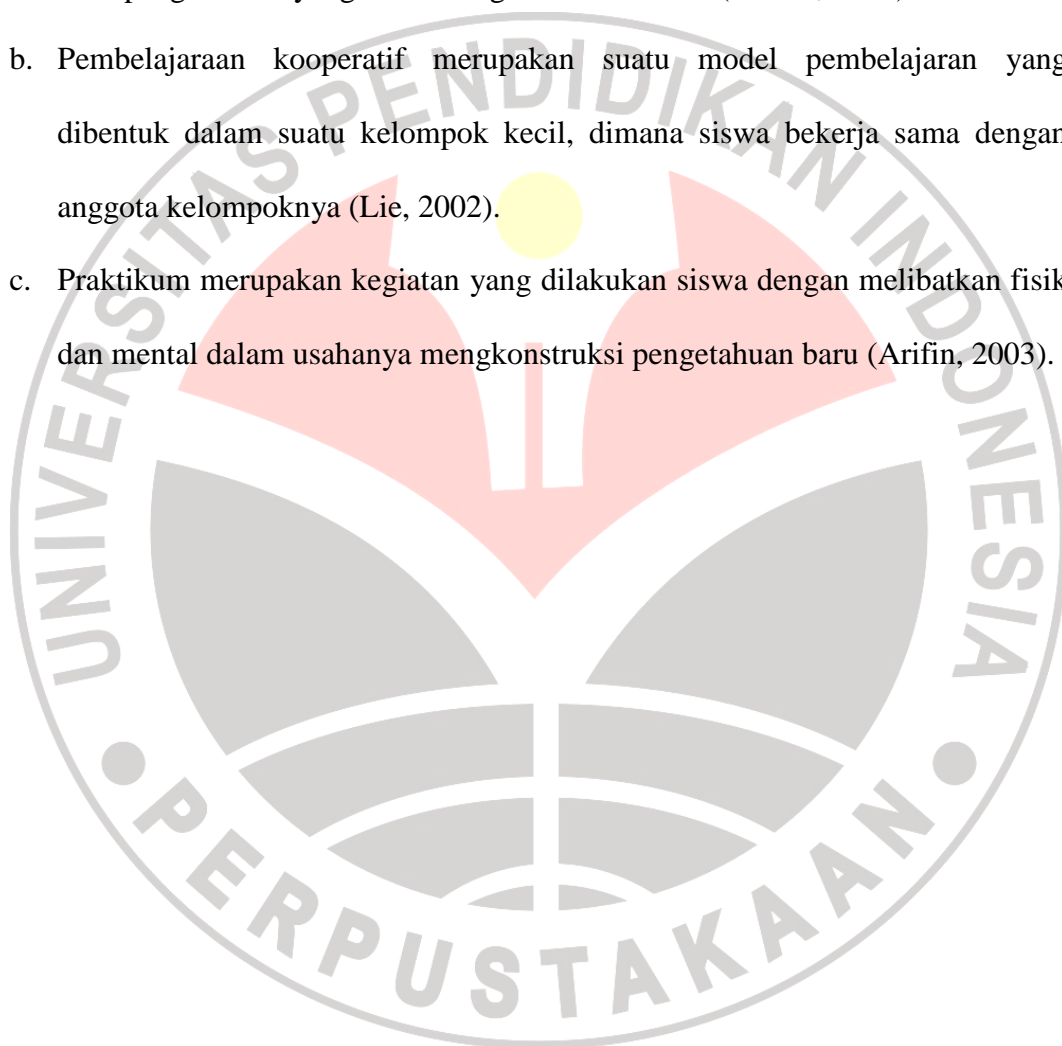 b. Pembelajaraan kooperatif merupakan suatu model pembelajaran yang
dibentuk dalam suatu kelompok kecil, dimana siswa bekerja sama dengan
anggota kelompoknya (Lie, 2002).
c. Praktikum merupakan kegiatan yang dilakukan siswa dengan melibatkan fisik
dan mental dalam usahanya mengkonstruksi pengetahuan baru (Arifin, 2003).
UNIVERSITAS PENDIDIKAN INDONESIA
PERPUSTAKAAN